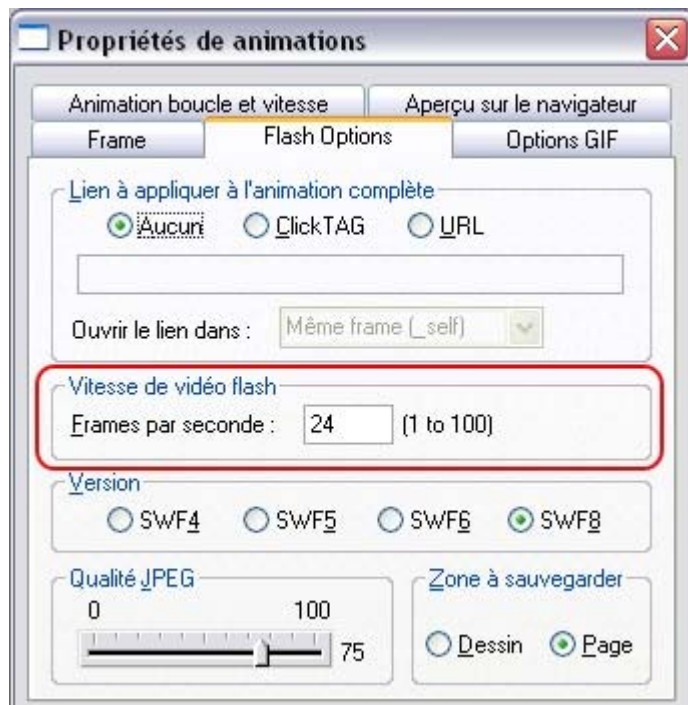 Propriétés de animations
Animation boucle et vitesse Aperçu sur le navigateur
Frame Flash Options Options GIF
Lien à appliquer à l'animation complète
Aucun ClickTAG URL
Ouvrir le lien dans : Même frame (_self)
Vitesse de vidéo flash
Frames par seconde : 24 (1 to 100)
Version
SWF4 SWF5 SWF6 SWF8
Qualité JPEG Zone à sauvegarder
0 100
75 Dessin Page